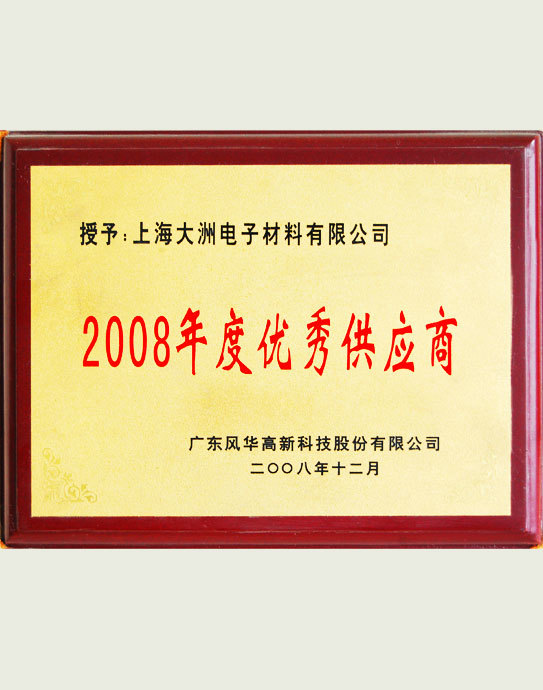 授予:上海大洲电子材料有限公司
2008年度优秀供应商
广东风华高新科技股份有限公司
二〇〇八年十二月